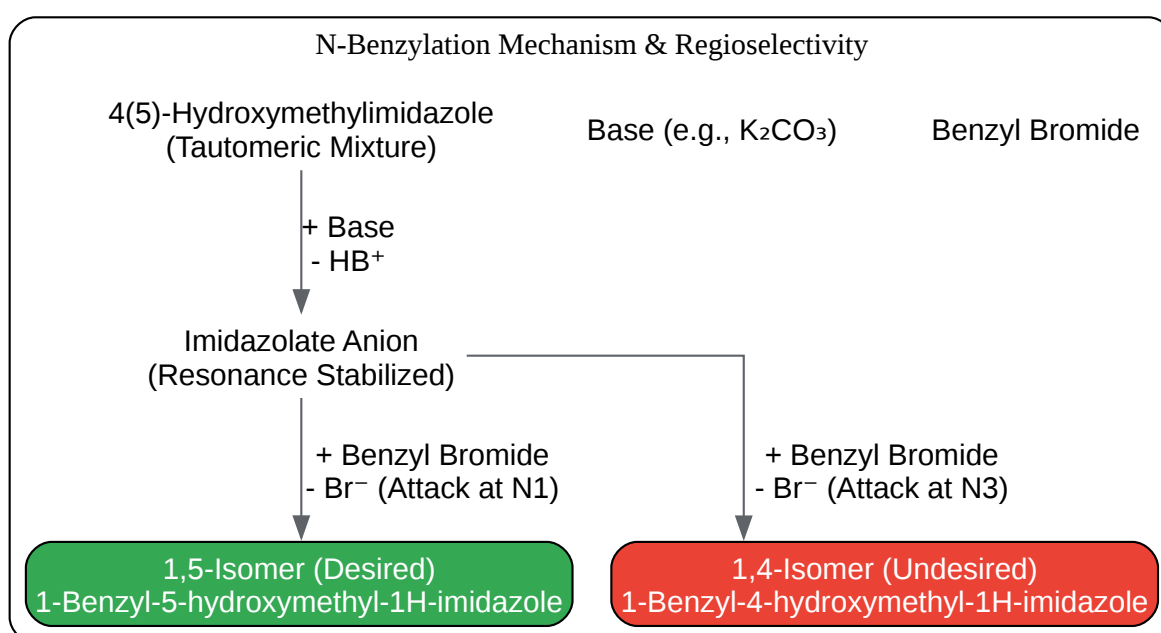 N-Benzylation Mechanism & Regioselectivity
4(5)-Hydroxymethylimidazole
(Tautomeric Mixture)
Base (e.g., K₂CO₃)
Benzyl Bromide
+ Base
- HB⁺
Imidazolate Anion
(Resonance Stabilized)
+ Benzyl Bromide
- Br⁻ (Attack at N1)
+ Benzyl Bromide
- Br⁻ (Attack at N3)
1,5-Isomer (Desired)
1-Benzyl-5-hydroxymethyl-1H-imidazole
1,4-Isomer (Undesired)
1-Benzyl-4-hydroxymethyl-1H-imidazole